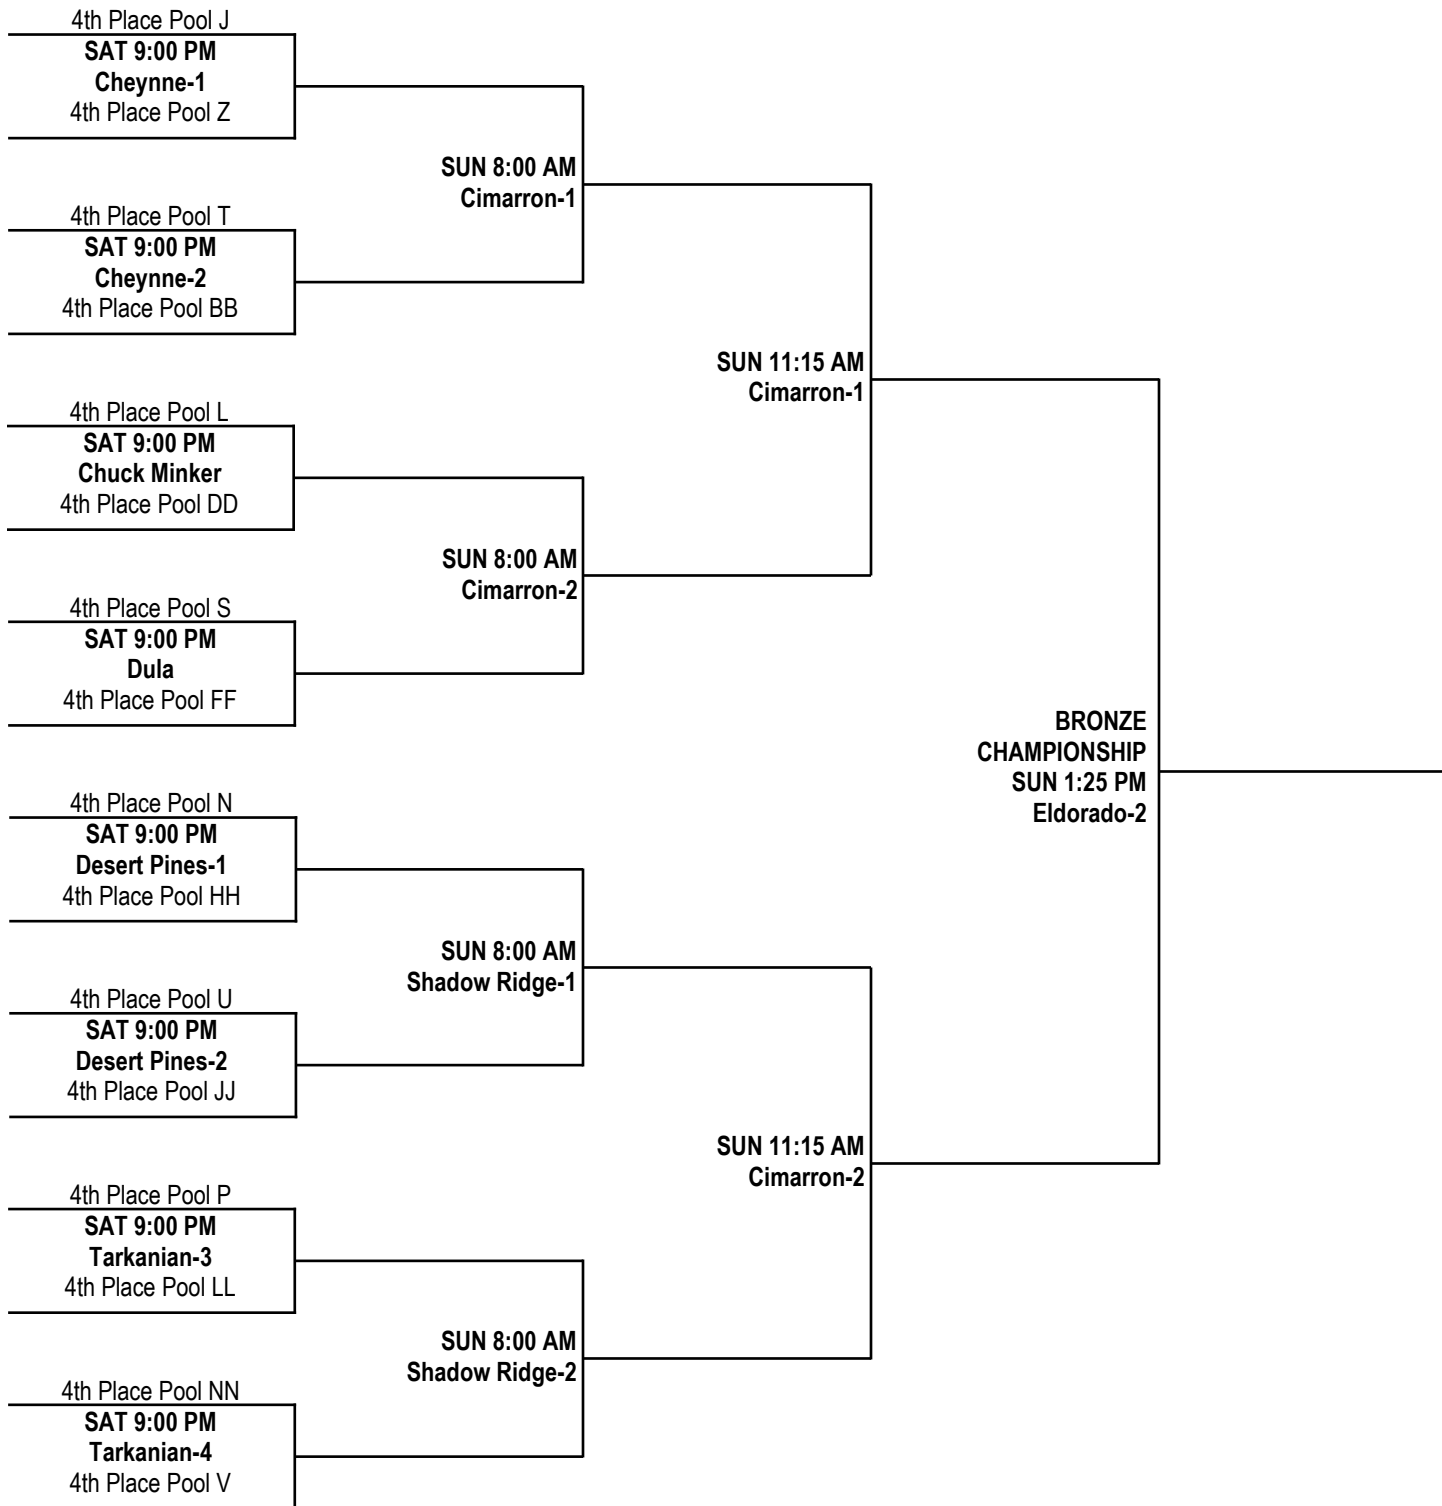 4th Place Pool J
SAT 9:00 PM
Cheynne-1
4th Place Pool Z
SUN 8:00 AM
Cimarron-1
4th Place Pool T
SAT 9:00 PM
Cheynne-2
4th Place Pool BB
SUN 11:15 AM
Cimarron-1
4th Place Pool L
SAT 9:00 PM
Chuck Minker
4th Place Pool DD
SUN 8:00 AM
Cimarron-2
4th Place Pool S
SAT 9:00 PM
Dula
4th Place Pool FF
BRONZE
CHAMPIONSHIP
SUN 1:25 PM
Eldorado-2
4th Place Pool N
SAT 9:00 PM
Desert Pines-1
4th Place Pool HH
SUN 8:00 AM
Shadow Ridge-1
4th Place Pool U
SAT 9:00 PM
Desert Pines-2
4th Place Pool JJ
SUN 11:15 AM
Cimarron-2
4th Place Pool P
SAT 9:00 PM
Tarkanian-3
4th Place Pool LL
SUN 8:00 AM
Shadow Ridge-2
4th Place Pool NN
SAT 9:00 PM
Tarkanian-4
4th Place Pool V